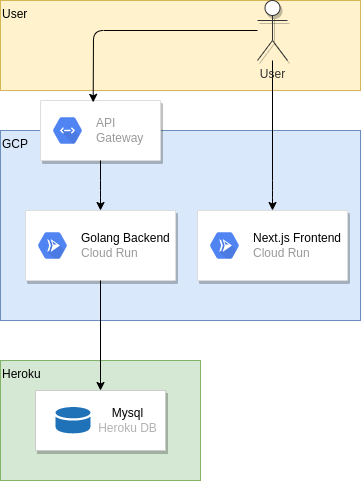 User
User
API
Gateway
GCP
Golang Backend
Cloud Run
Next.js Frontend
Cloud Run
Heroku
Mysql
Heroku DB